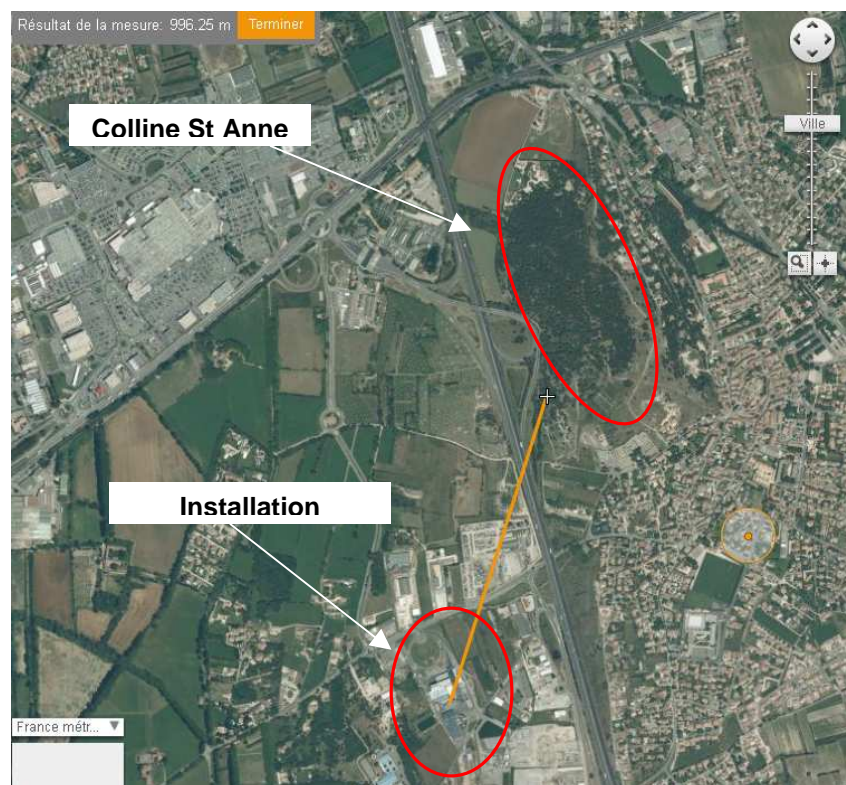 Résultat de la mesure: 996.25 m Terminer
Colline St Anne
Ville
Installation
France métr...